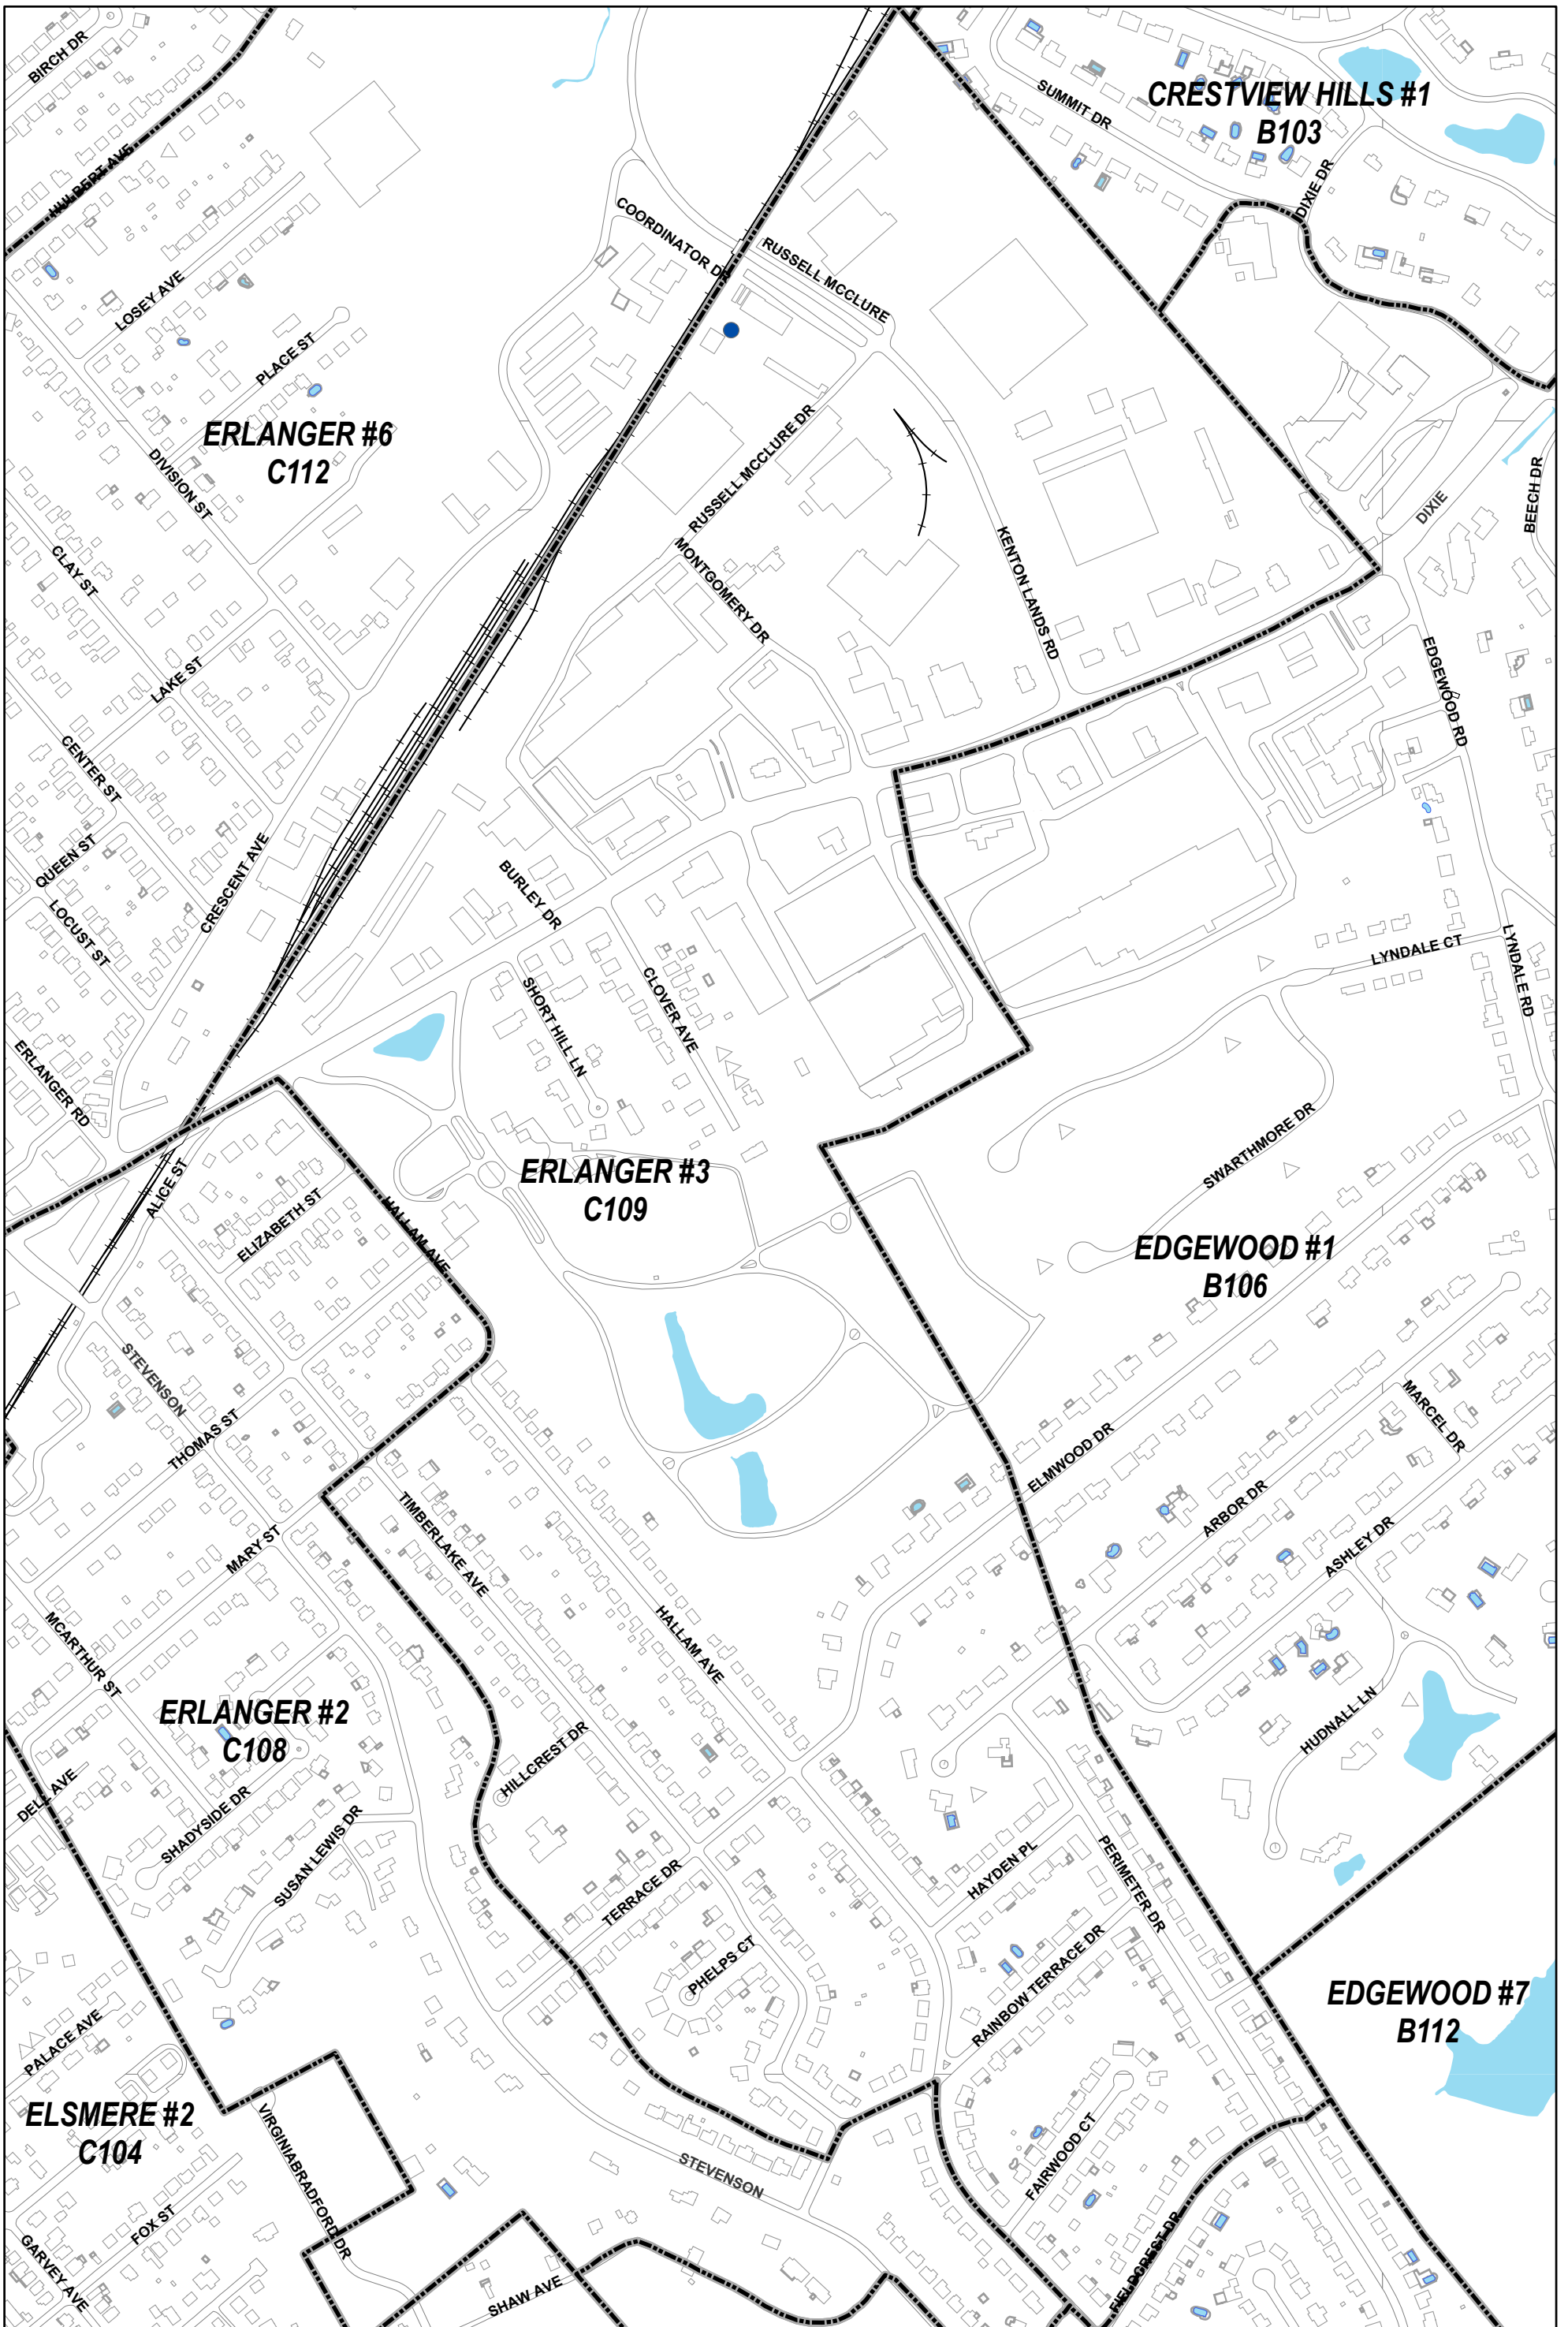 BIRCH DR
SUMMIT DR
CRESTVIEW HILLS #1
B103
HULBERT AVE
DIXIE DR
COORDINATOR DR
RUSSELL MCCLURE
LOSEY AVE
PLACE ST
ERLANGER #6
C112
DIVISION ST
RUSSELL MCCLURE DR
DIXIE
BEECH DR
CLAY ST
MONTGOMERY DR
KENTON LANDS RD
LAKE ST
EDGEWOOD RD
CENTER ST
QUEEN ST
CRESCENT AVE
BURLEY DR
LOCUST ST
LYNDALE CT
LYNDALE RD
SHORT HILL LN
CLOVER AVE
ERLANGER RD
SWARTHMORE DR
ERLANGER #3
C109
ALICE ST
ELIZABETH ST
HALLAM AVE
EDGEWOOD #1
B106
STEVENSON
THOMAS ST
MARCEL DR
ELMWOOD DR
TIMBERLAKE AVE
ARBOR DR
ASHLEY DR
MARY ST
HALLAM AVE
MCARTHUR ST
ERLANGER #2
C108
HUDNALL LN
HILLCREST DR
DELL AVE
SHADYSIDE DR
SUSAN LEWIS DR
HAYDEN PL
PERIMETER DR
TERRACE DR
PHELPS CT
RAINBOW TERRACE DR
EDGEWOOD #7
B112
PALACE AVE
ELSMERE #2
C104
VIRGINIABRADFORD DR
FAIRWOOD CT
STEVENSON
FOX ST
GARVEY AVE
FIELDCREST DR
SHAW AVE